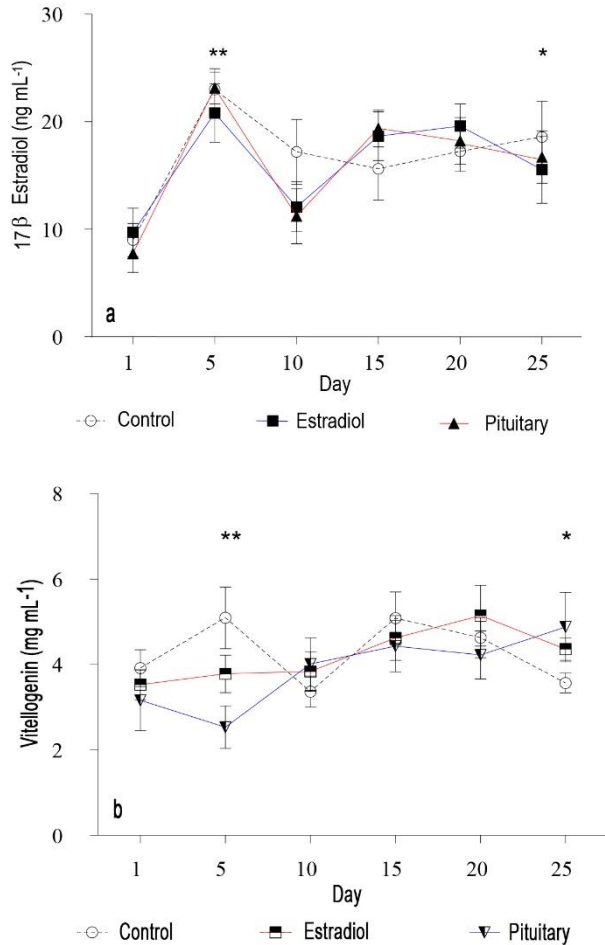 30
** *
20
17β Estradiol (ng mL-1)
10
a
0
1 5 10 15 20 25
Day
Control Estradiol Pituitary
8
** *
6
Vitellogenin (mg mL-1)
4
2
b
0
1 5 10 15 20 25
Day
Control Estradiol Pituitary